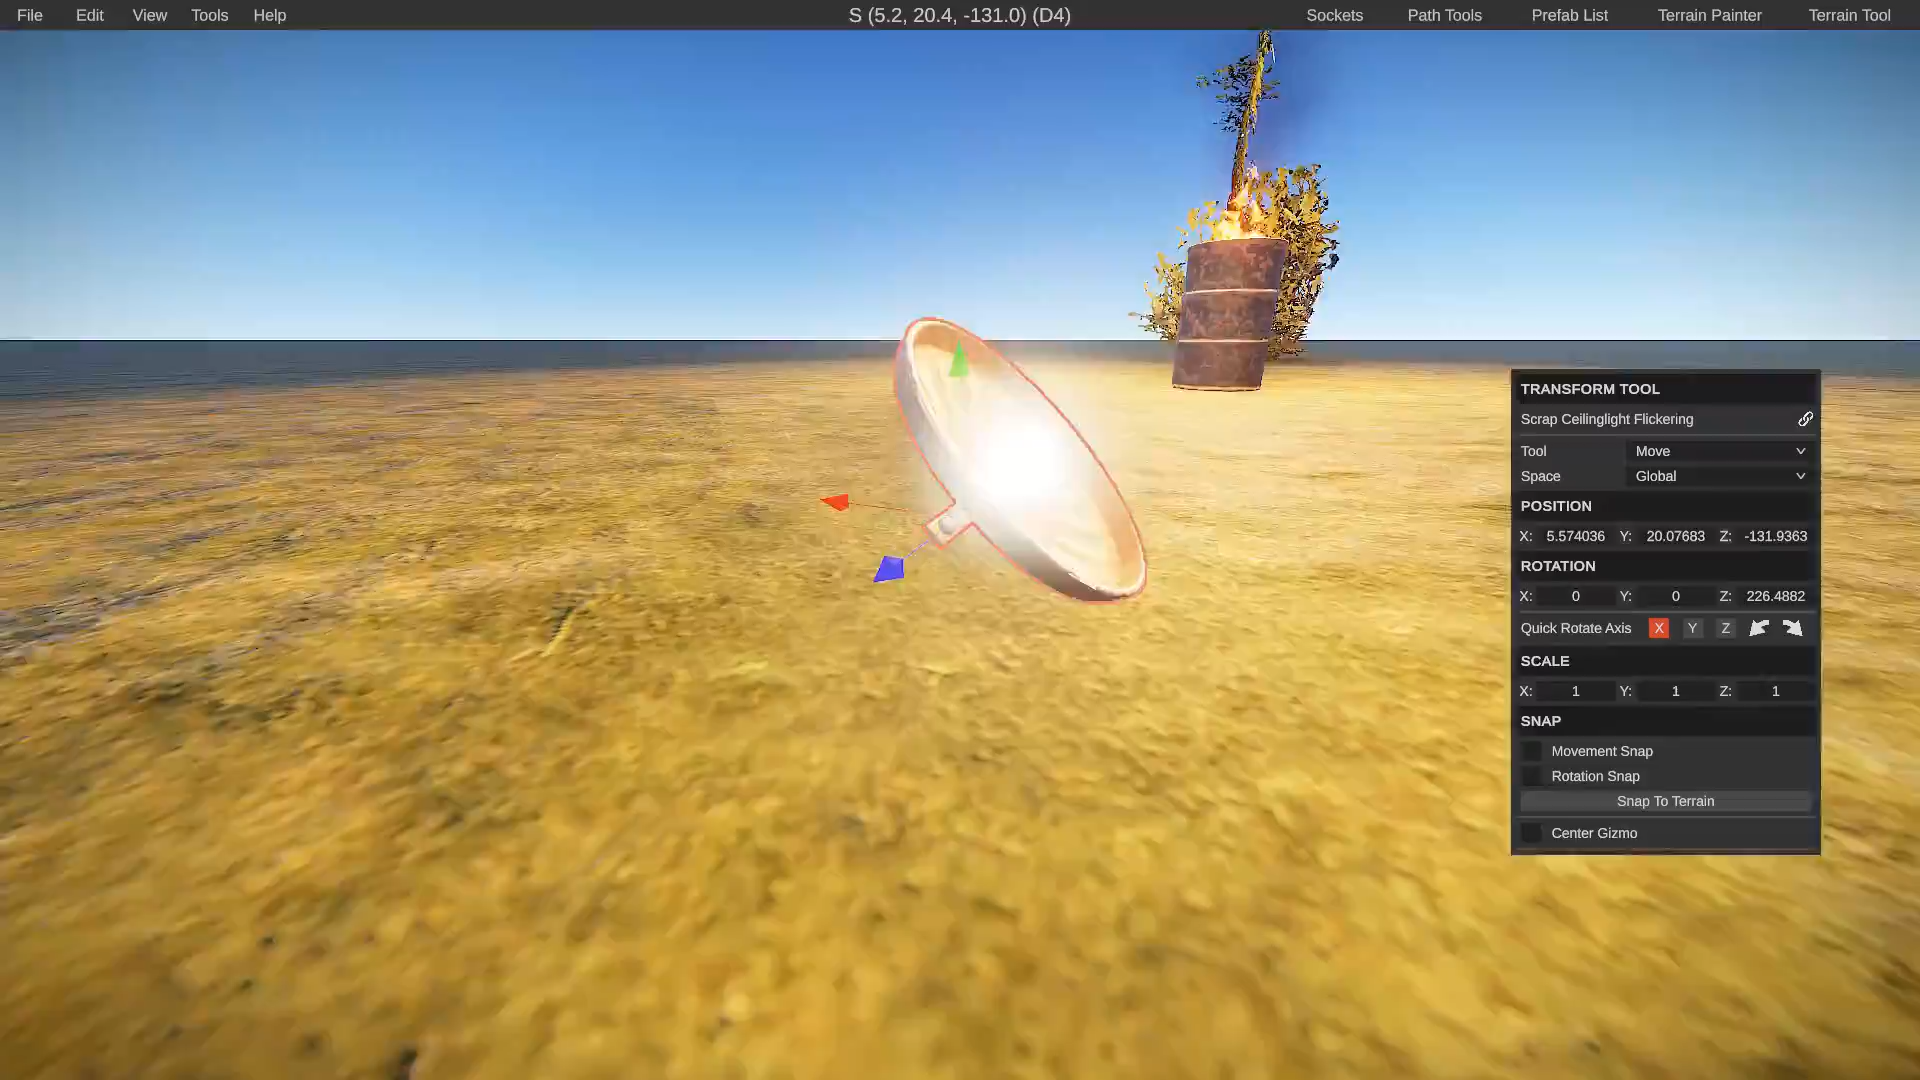 File Edit View Tools Help S (5.2, 20.4, -131.0) (D4) Sockets Path Tools Prefab List Terrain Painter Terrain Tool
TRANSFORM TOOL
Scrap Ceilinglight Flickering
Tool Move
Space Global
POSITION
X: 5.574036 Y: 20.07683 Z: -131.9363
ROTATION
X: 0 Y: 0 Z: 226.4882
Quick Rotate Axis X Y Z
SCALE
X: 1 Y: 1 Z: 1
SNAP
Movement Snap
Rotation Snap
Snap To Terrain
Center Gizmo